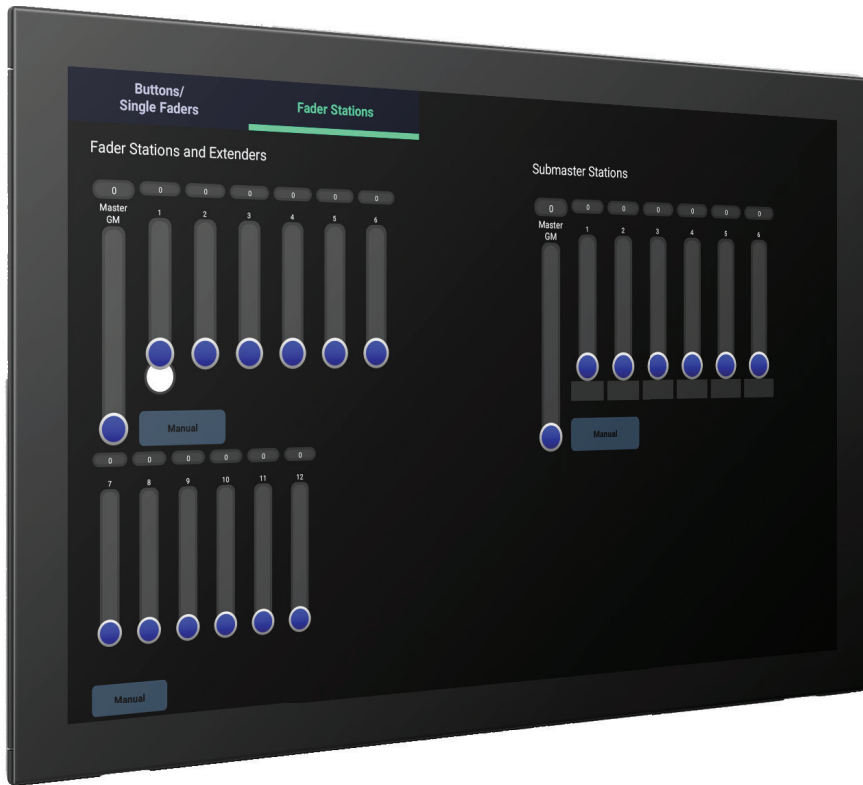 Buttons/
Single Faders
Fader Stations
Fader Stations and Extenders
0 0 0 0 0 0 0
Master
GM
1 2 3 4 5 6
Manual
0 0 0 0 0 0
7 8 9 10 11 12
Manual
Submaster Stations
0 0 0 0 0 0 0
Master
GM
1 2 3 4 5 6
Manual